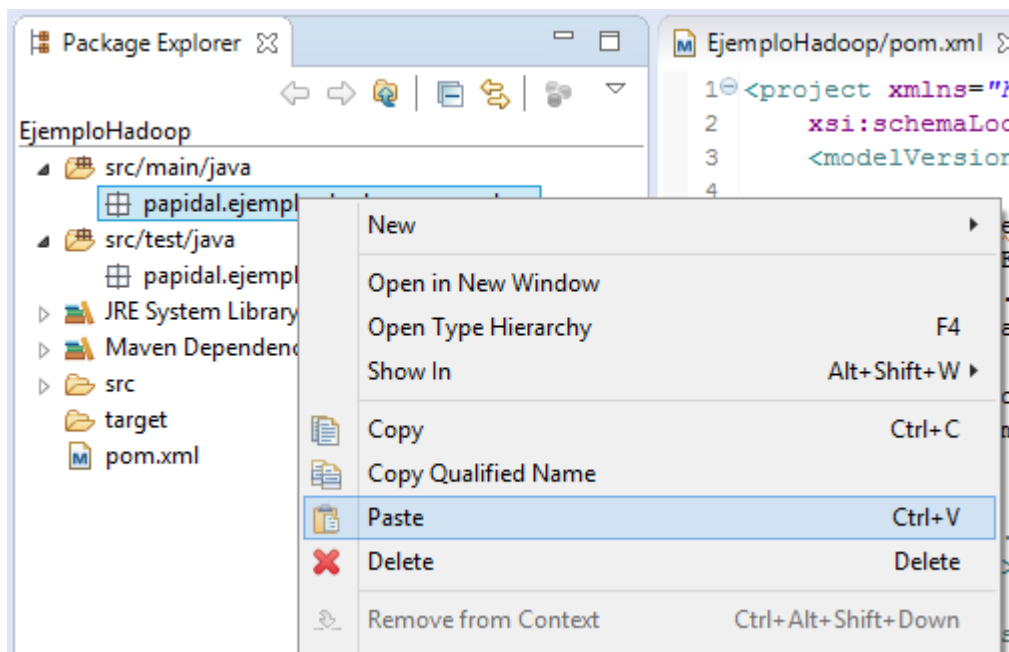 Package Explorer
EjemploHadoop/pom.xml
1 <project xmlns="
2 xsi:schemaLoc
3 <modelVersion
4
EjemploHadoop
src/main/java
papidal.ejempl
src/test/java
papidal.ejempl
JRE System Library
Maven Dependenc
src
target
pom.xml
New
Open in New Window
Open Type Hierarchy F4
Show In Alt+Shift+W
Copy Ctrl+C
Copy Qualified Name
Paste Ctrl+V
Delete Delete
Remove from Context Ctrl+Alt+Shift+Down